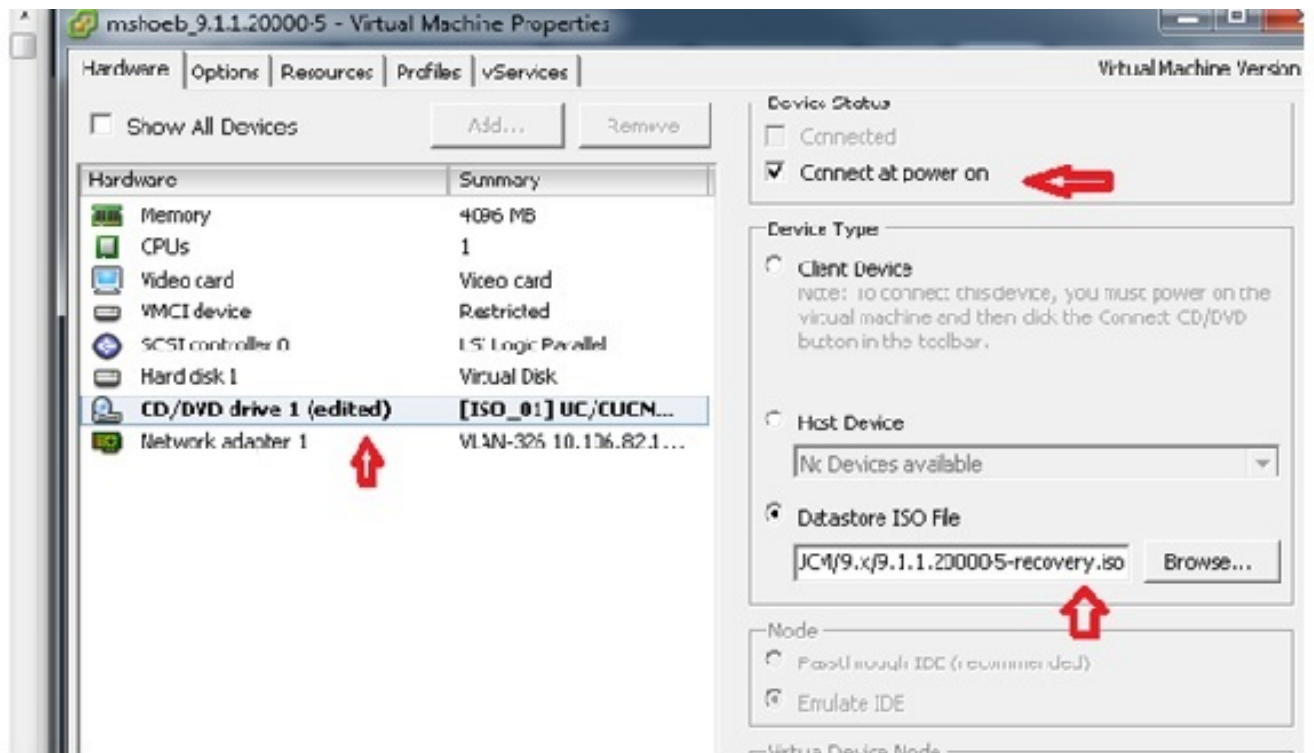 mshoeb_9.1.1.20000-5 - Virtual Machine Properties
Hardware Options Resources Profiles vServices
Virtual Machine Version
Show All Devices
Add...
Remove
Hardware Summary
Memory 4096 MB
CPUs 1
Video card Video card
VMCI device Restricted
SCSI controller 0 LSI Logic Parallel
Hard disk 1 Virtual Disk
CD/DVD drive 1 (edited) [ISO_01] UC/CUCN...
Network adapter 1 VLAN-326 10.106.82.1...
Device Status
Connected
Connect at power on
Device Type
Client Device
Note: To connect this device, you must power on the
virtual machine and then click the Connect CD/DVD
button in the toolbar.
Host Device
No Devices available
Datastore ISO File
UCM/9.x/9.1.1.20000-5-recovery.iso
Browse...
Node
Passthrough IDE (recommended)
Emulate IDE
Virtual Device Node